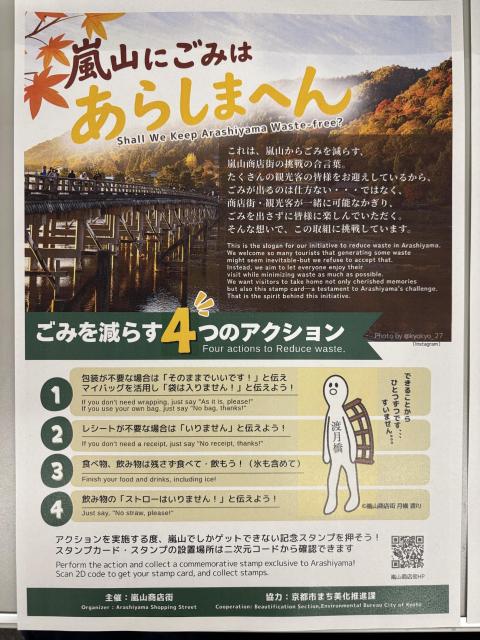 嵐山にごみは
あらしまへん
Shall We Keep Arashiyama Waste-free?
これは、嵐山からごみを減らす、
嵐山商店街の挑戦の合言葉。
たくさんの観光客の皆様をお迎えしているから、
ごみが出るのは仕方ない・・・ではなく、
商店街・観光客が一緒に可能なかぎり、
ごみを出さずに皆様に楽しんでいただく。
そんな想いで、この取組に挑戦しています。
This is the slogan for our initiative to reduce waste in Arashiyama.
We welcome so many tourists that generating some waste
might seem inevitable-but we refuse to accept that.
Instead, we aim to let everyone enjoy their
visit while minimizing waste as much as possible.
We want visitors to take home not only cherished memories
but also this stamp card—a testament to Arashiyama's challenge.
That is the spirit behind this initiative.
ごみを減らす4つのアクション
Four actions to Reduce waste.
Photo by @kyokyo_27
(Instagram)
1
包装が不要な場合は「そのままでいいです！」と伝え
マイバッグを活用し「袋は入りません！」と伝えよう！
If you don't need wrapping, just say "As it is, please!"
If you use your own bag, just say "No bag, thanks!"
2
レシートが不要な場合は「いりません」と伝えよう！
If you don't need a receipt, just say "No receipt, thanks!"
3
食べ物、飲み物は残さず食べて・飲もう！（氷も含めて）
Finish your food and drinks, including ice!
4
飲み物の「ストローはいりません！」と伝えよう！
Just say, "No straw, please!"
できることから
ひとつずつです・・・
すいません・・・
渡月橋
©嵐山商店街 月橋 渡り
アクションを実施する度、嵐山でしかゲットできない記念スタンプを押そう！
スタンプカード・スタンプの設置場所は二次元コードから確認できます
Perform the action and collect a commemorative stamp exclusive to Arashiyama!
Scan 2D code to get your stamp card, and collect stamps.
嵐山商店街HP
主催：嵐山商店街
Organizer : Arashiyama Shopping Street
協力：京都市まち美化推進課
Cooperation: Beautification Section,Environmental Bureau City of Kyoto